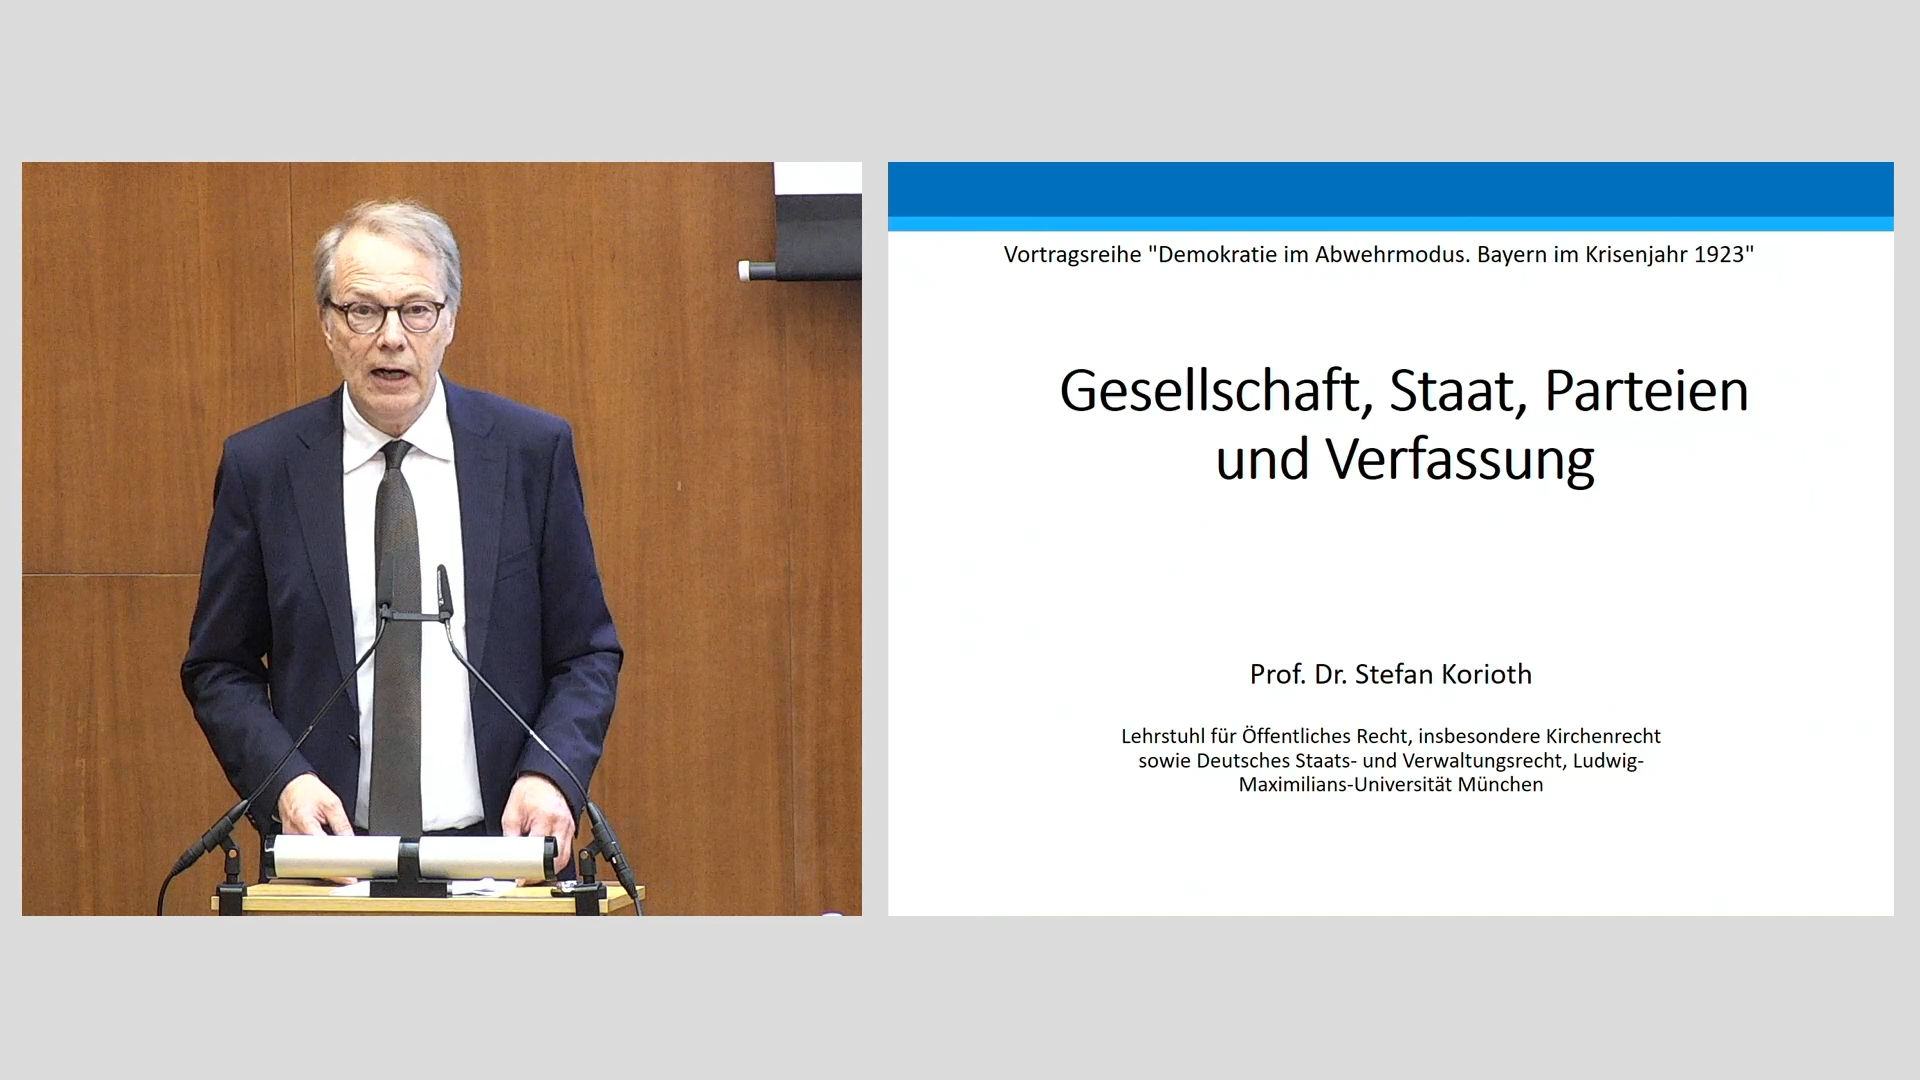 Vortragsreihe "Demokratie im Abwehrmodus. Bayern im Krisenjahr 1923"
Gesellschaft, Staat, Parteien
und Verfassung
Prof. Dr. Stefan Korioth
Lehrstuhl für Öffentliches Recht, insbesondere Kirchenrecht
sowie Deutsches Staats- und Verwaltungsrecht, Ludwig-
Maximilians-Universität München